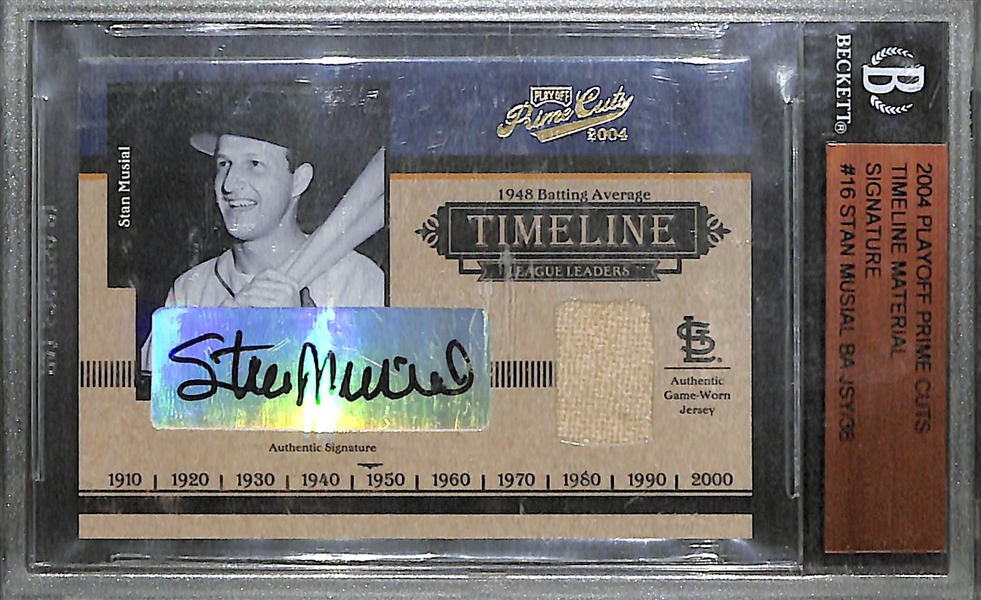 Stan Musial
PLAYOFF
Prime Cuts
2004
1948 Batting Average
TIMELINE
LEAGUE LEADERS
Stan Musial
STL
Authentic
Game-Worn
Jersey
Authentic Signature
1910 | 1920 | 1930 | 1940 | 1950 | 1960 | 1970 | 1980 | 1990 | 2000
B
BECKETT®
2004 PLAYOFF PRIME CUTS
TIMELINE MATERIAL
SIGNATURE
#16 STAN MUSIAL BA JSY/36